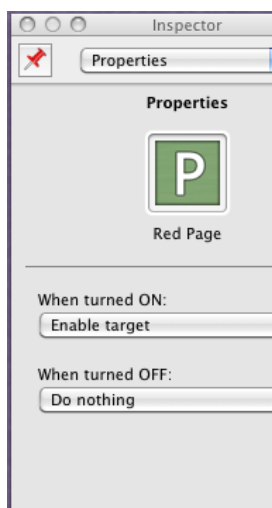 Inspector
Properties
Properties
P
Red Page
When turned ON:
Enable target
When turned OFF:
Do nothing